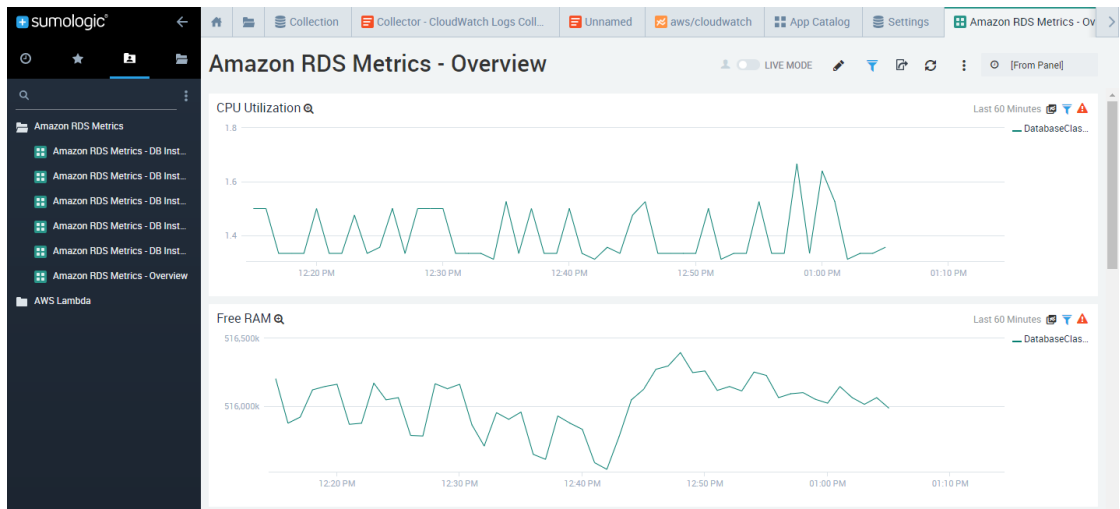 sumologic
Collection
Collector - CloudWatch Logs Coll...
Unnamed
aws/cloudwatch
App Catalog
Settings
Amazon RDS Metrics - Ov
Amazon RDS Metrics - Overview
LIVE MODE
[From Panel]
Amazon RDS Metrics
Amazon RDS Metrics - DB Inst...
Amazon RDS Metrics - DB Inst...
Amazon RDS Metrics - DB Inst...
Amazon RDS Metrics - DB Inst...
Amazon RDS Metrics - DB Inst...
Amazon RDS Metrics - Overview
AWS Lambda
CPU Utilization
Last 60 Minutes
DatabaseClas...
1.8
1.6
1.4
12:20 PM
12:30 PM
12:40 PM
12:50 PM
01:00 PM
01:10 PM
Free RAM
Last 60 Minutes
DatabaseClas...
516,500k
516,000k
12:20 PM
12:30 PM
12:40 PM
12:50 PM
01:00 PM
01:10 PM